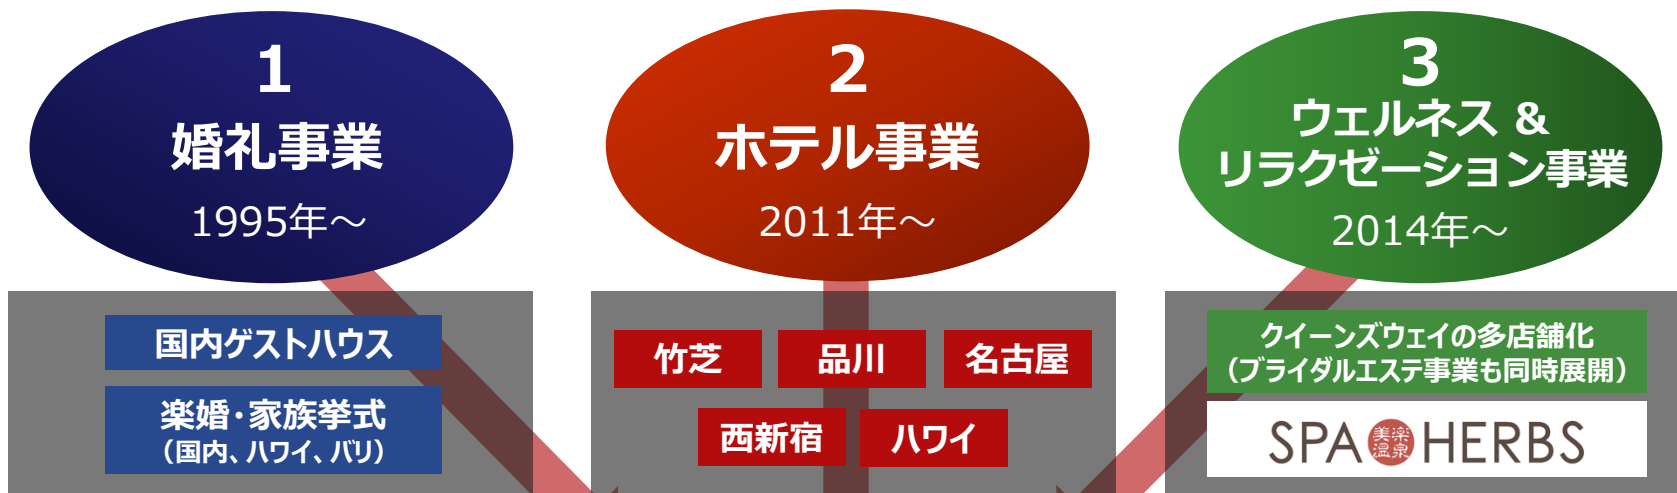 1
婚礼事業
1995年～
国内ゲストハウス
楽婚・家族挙式
（国内、ハワイ、バリ）
2
ホテル事業
2011年～
竹芝
品川
名古屋
西新宿
ハワイ
3
ウェルネス &
リラクゼーション事業
2014年～
クイーンズウェイの多店舗化
（ブライダルエステ事業も同時展開）
SPA 美楽温泉 HERBS